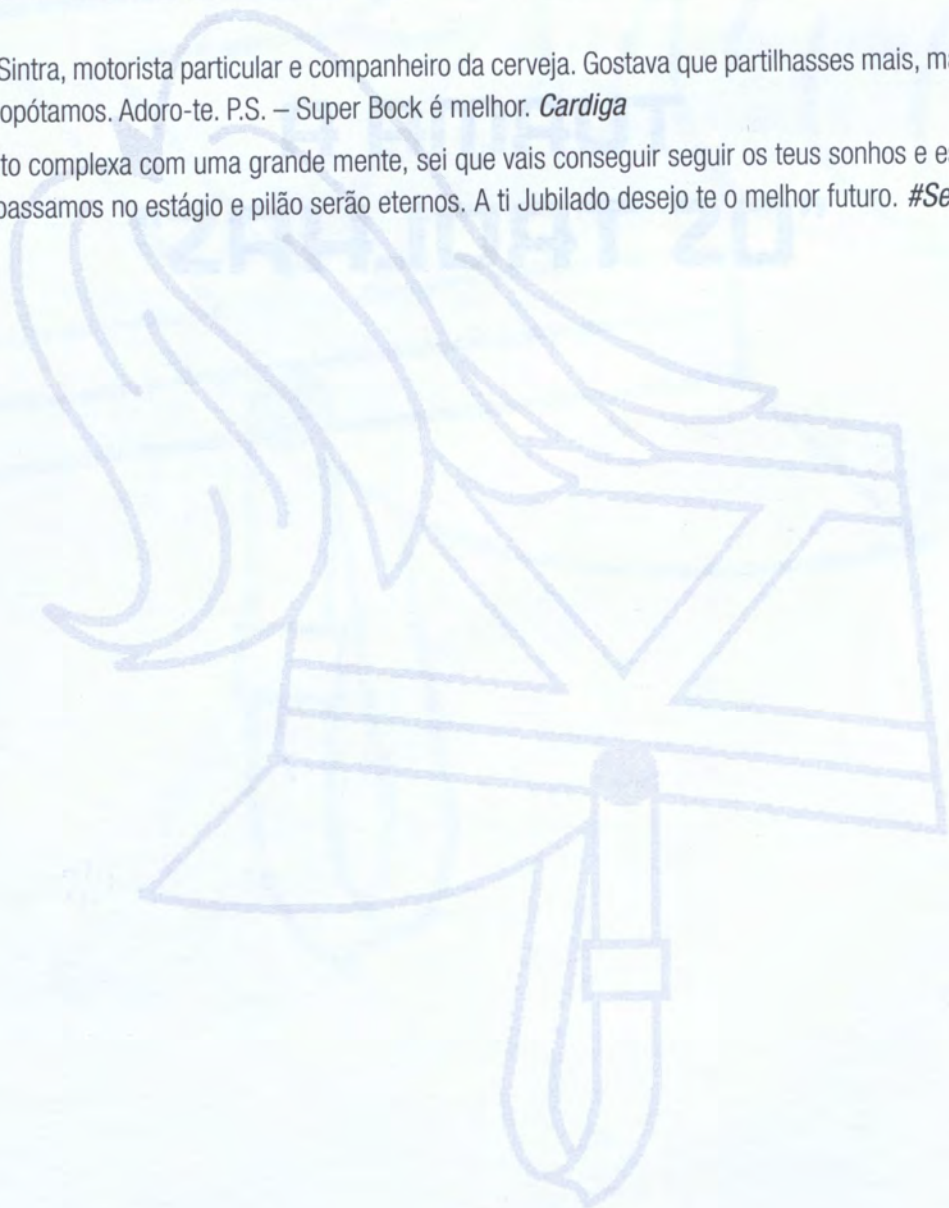 Sintra, motorista particular e companheiro da cerveja. Gostava que partilhasses mais, m
opótamos. Adoro-te. P.S. – Super Bock é melhor. Cardiga
to complexa com uma grande mente, sei que vais conseguir seguir os teus sonhos e e
passamos no estágio e pilão serão eternos. A ti Jubilado desejo te o melhor futuro. #Se